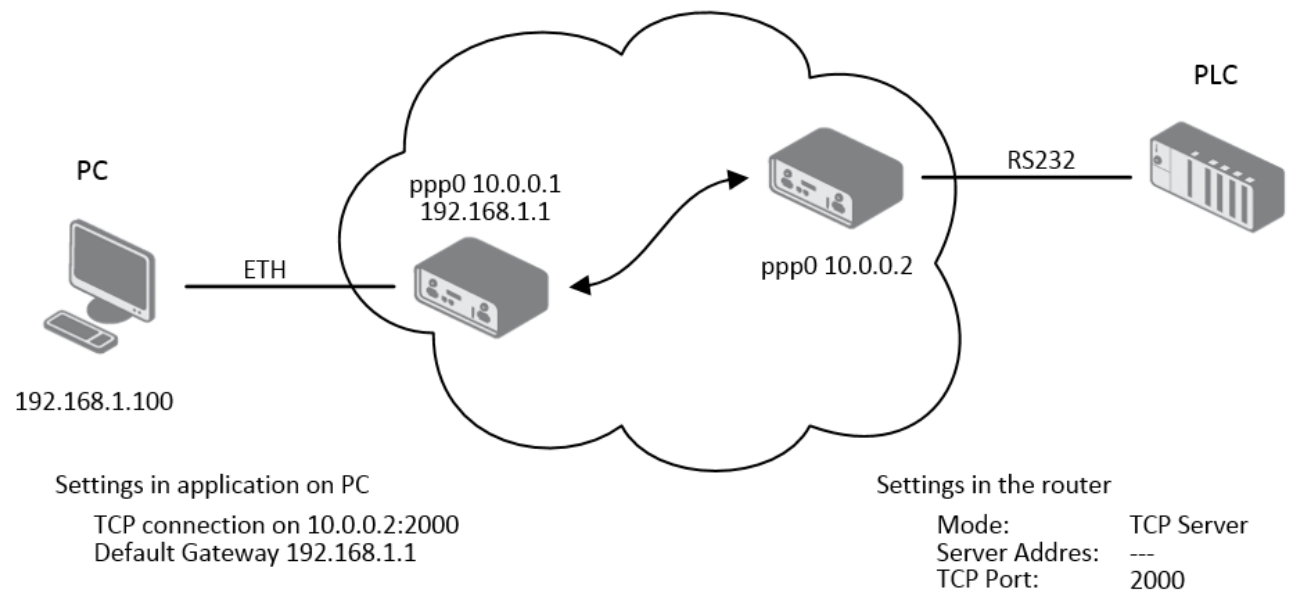 PLC
RS232
PC
ppp0 10.0.0.1
192.168.1.1
ETH
ppp0 10.0.0.2
192.168.1.100
Settings in application on PC
TCP connection on 10.0.0.2:2000
Default Gateway 192.168.1.1
Settings in the router
Mode: TCP Server
Server Addres: ---
TCP Port: 2000